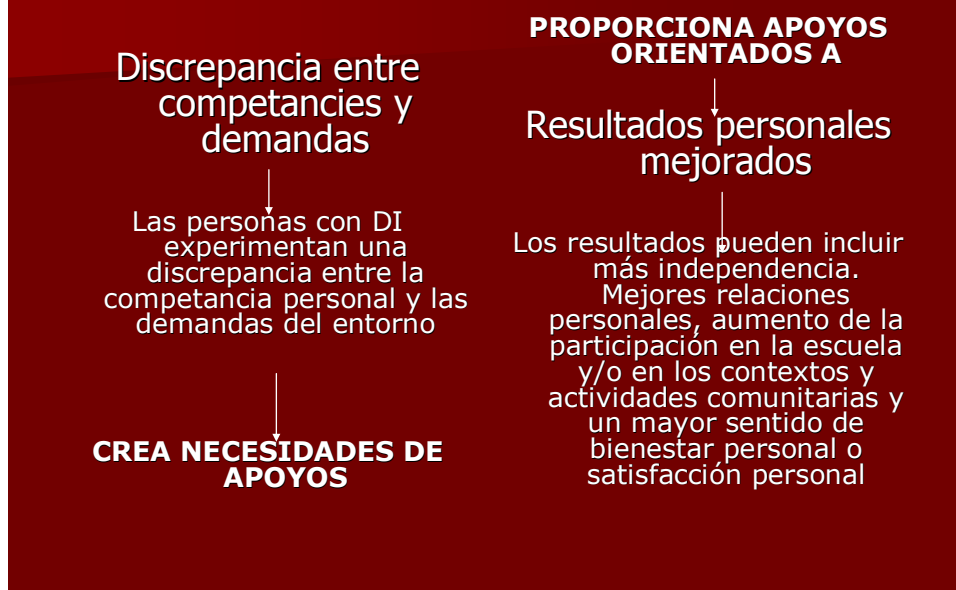 Discrepancia entre
competancies y
demandas
Las personas con DI
experimentan una
discrepancia entre la
competancia personal y las
demandas del entorno
CREA NECESIDADES DE
APOYOS
PROPORCIONA APOYOS
ORIENTADOS A
Resultados personales
mejorados
Los resultados pueden incluir
más independencia.
Mejores relaciones
personales, aumento de la
participación en la escuela
y/o en los contextos y
actividades comunitarias y
un mayor sentido de
bienestar personal o
satisfacción personal